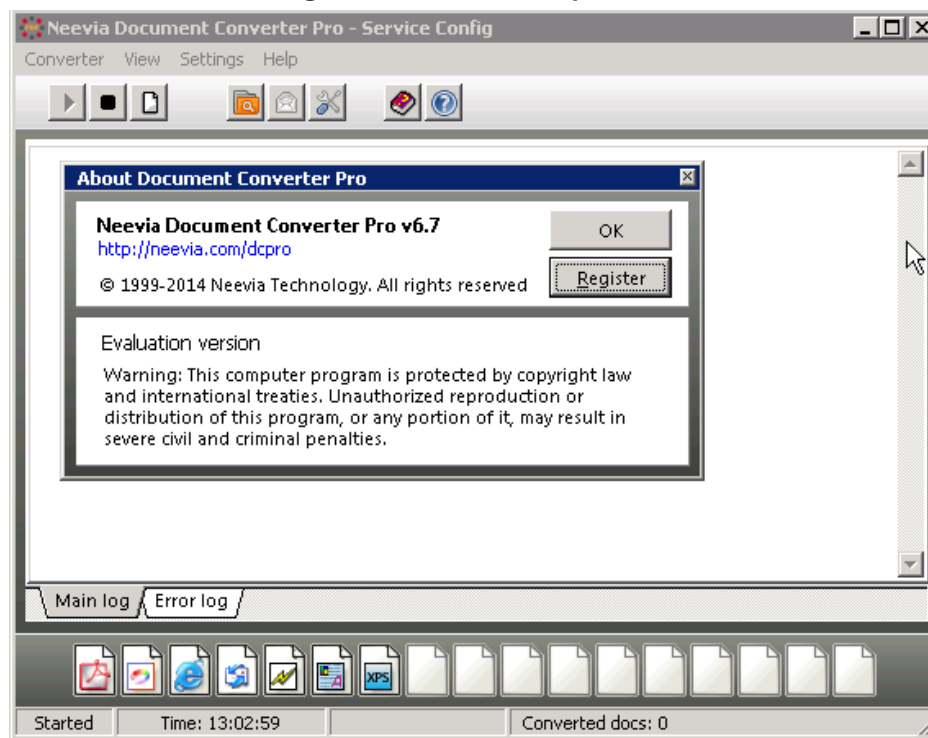 Neevia Document Converter Pro - Service Config
Converter View Settings Help
About Document Converter Pro
Neevia Document Converter Pro v6.7
http://neevia.com/dcpro
© 1999-2014 Neevia Technology. All rights reserved
OK
Register
Evaluation version
Warning: This computer program is protected by copyright law
and international treaties. Unauthorized reproduction or
distribution of this program, or any portion of it, may result in
severe civil and criminal penalties.
Main log Error log
XPS
Started Time: 13:02:59 Converted docs: 0